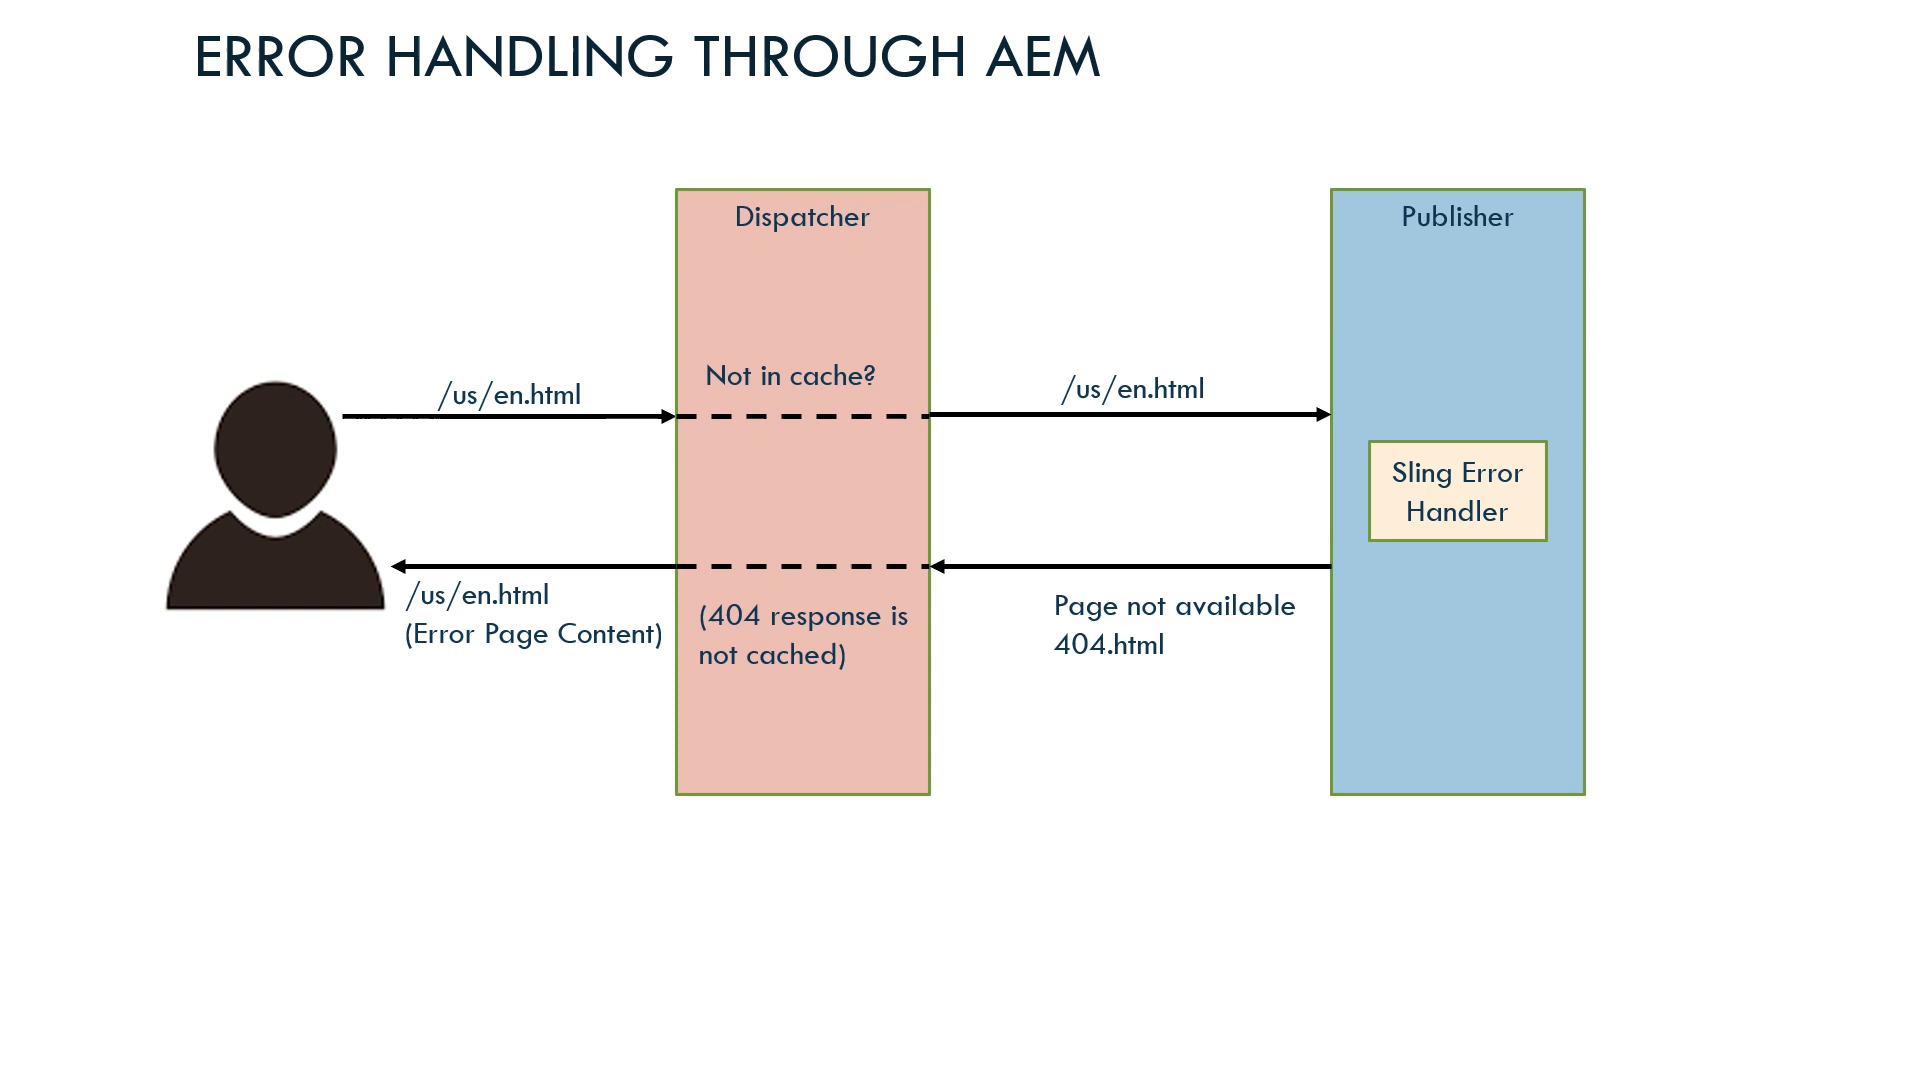 ERROR HANDLING THROUGH AEM
Dispatcher
Publisher
Not in cache?
/us/en.html
/us/en.html
Sling Error
Handler
/us/en.html
(Error Page Content)
(404 response is
not cached)
Page not available
404.html